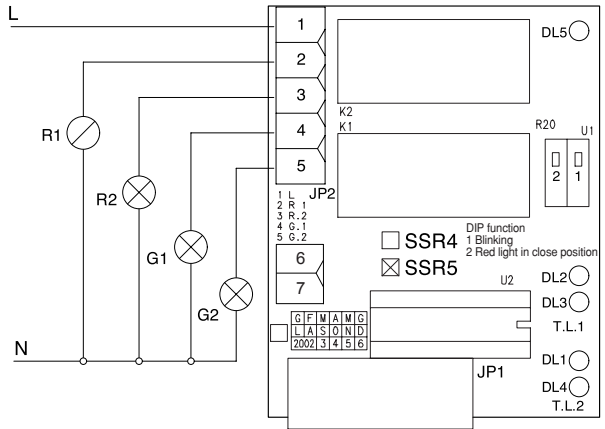 L
1
2
3
4
5
R1
R2
G1
G2
N
DL5
K2
K1
R20
U1
2 1
JP2
1 L
2 R 1
3 R.2
4 G.1
5 G.2
6
7
SSR4
SSR5
DIP function
1 Blinking
2 Red light in close position
U2
DL2
DL3
T.L.1
G F M A M G
L A S O N D
2002 3 4 5 6
JP1
DL1
DL4
T.L.2